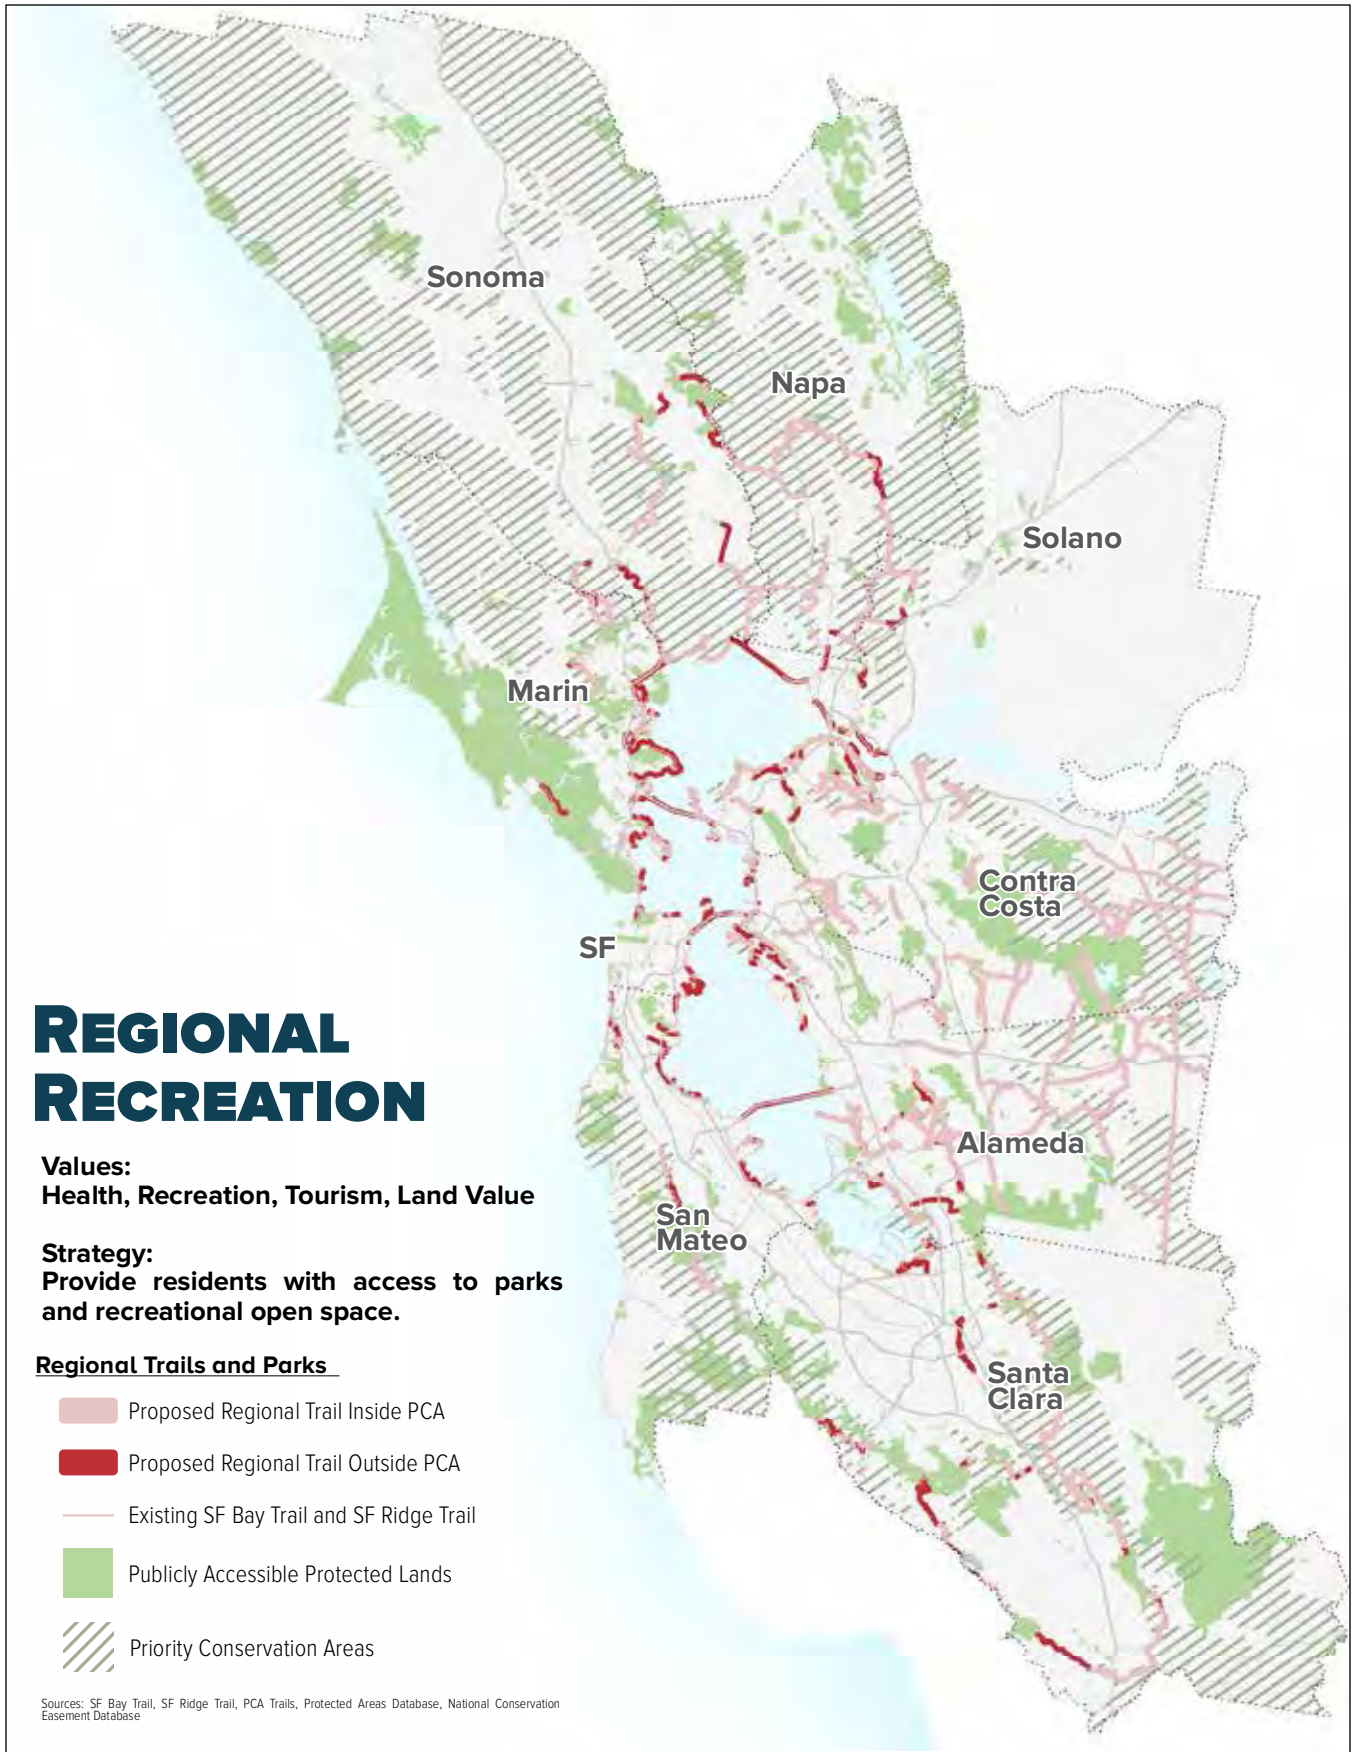 Sonoma
Napa
Solano
Marin
Contra
Costa
SF
REGIONAL
RECREATION
Alameda
Values:
Health, Recreation, Tourism, Land Value
San
Mateo
Strategy:
Provide residents with access to parks
and recreational open space.
Santa
Clara
Regional Trails and Parks
Proposed Regional Trail Inside PCA
Proposed Regional Trail Outside PCA
Existing SF Bay Trail and SF Ridge Trail
Publicly Accessible Protected Lands
Priority Conservation Areas
Sources: SF Bay Trail, SF Ridge Trail, PCA Trails, Protected Areas Database, National Conservation
Easement Database